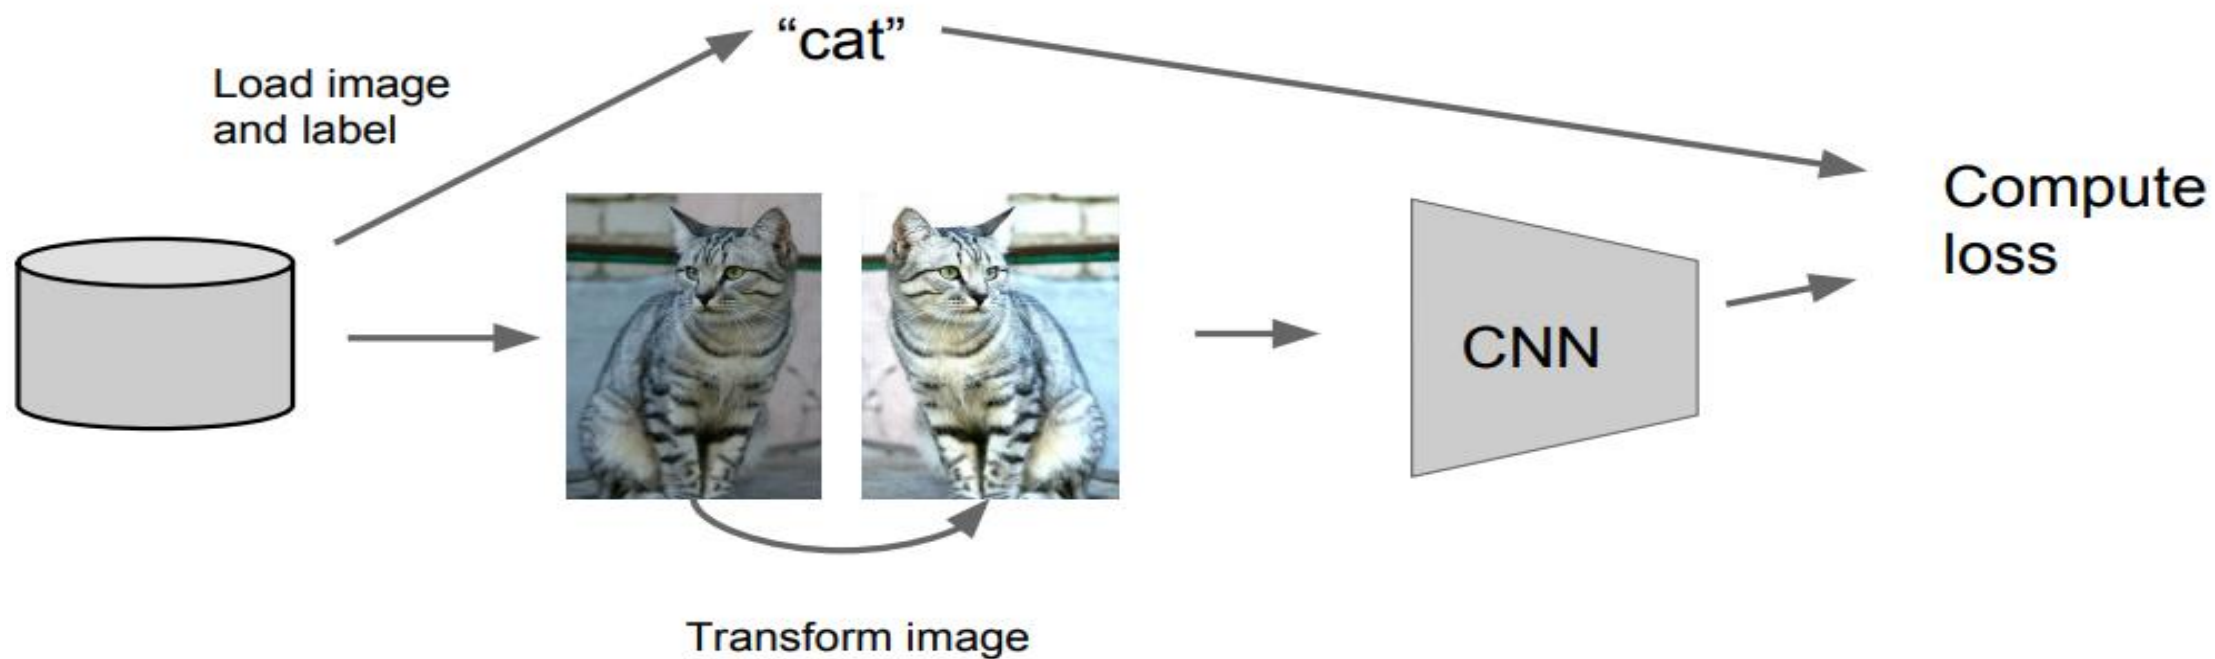 “cat”
Load image
and label
Compute
loss
CNN
Transform image